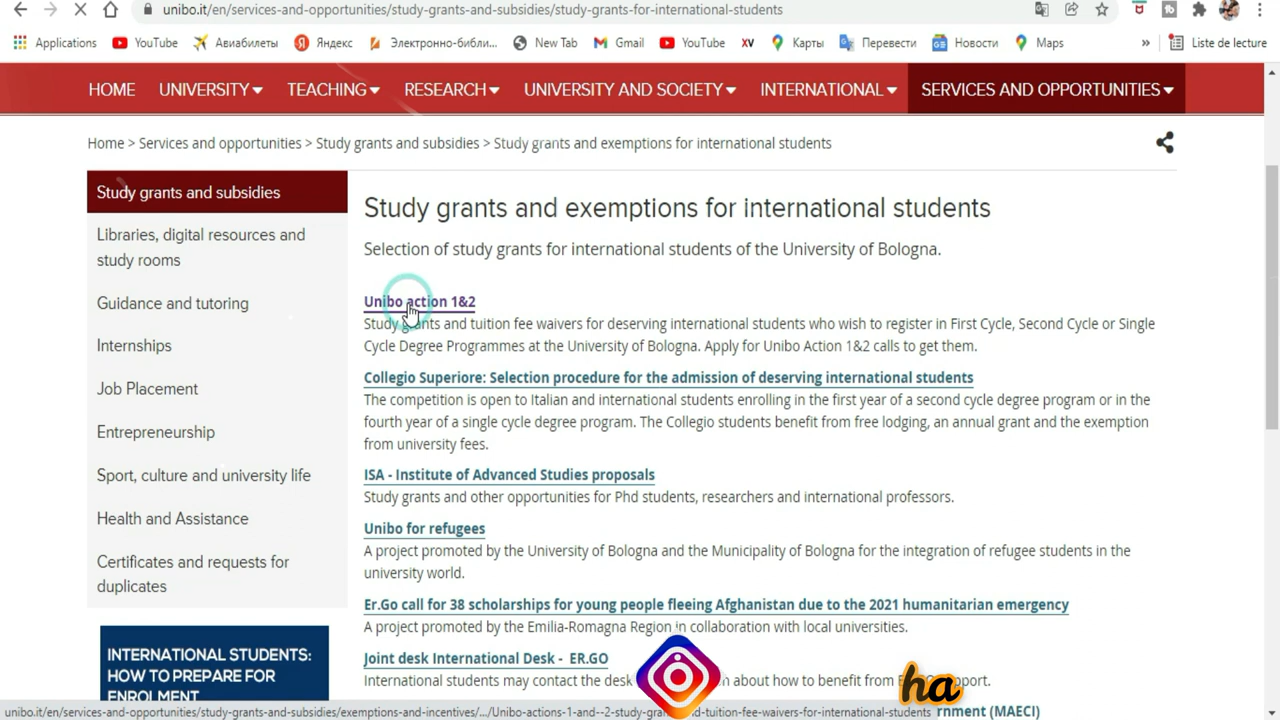 unibo.it/en/services-and-opportunities/study-grants-and-subsidies/study-grants-for-international-students
Applications YouTube Авиабилеты Яндекс Электронно-библи... New Tab Gmail YouTube XV Карты Перевести Новости Maps » Liste de lecture
HOME UNIVERSITY TEACHING RESEARCH UNIVERSITY AND SOCIETY INTERNATIONAL SERVICES AND OPPORTUNITIES
Home > Services and opportunities > Study grants and subsidies > Study grants and exemptions for international students
Study grants and subsidies
Libraries, digital resources and
study rooms
Guidance and tutoring
Internships
Job Placement
Entrepreneurship
Sport, culture and university life
Health and Assistance
Certificates and requests for
duplicates
INTERNATIONAL STUDENTS:
HOW TO PREPARE FOR
ENROLMENT
Study grants and exemptions for international students
Selection of study grants for international students of the University of Bologna.
Unibo action 1&2
Study grants and tuition fee waivers for deserving international students who wish to register in First Cycle, Second Cycle or Single
Cycle Degree Programmes at the University of Bologna. Apply for Unibo Action 1&2 calls to get them.
Collegio Superiore: Selection procedure for the admission of deserving international students
The competition is open to Italian and international students enrolling in the first year of a second cycle degree program or in the
fourth year of a single cycle degree program. The Collegio students benefit from free lodging, an annual grant and the exemption
from university fees.
ISA - Institute of Advanced Studies proposals
Study grants and other opportunities for Phd students, researchers and international professors.
Unibo for refugees
A project promoted by the University of Bologna and the Municipality of Bologna for the integration of refugee students in the
university world.
Er.Go call for 38 scholarships for young people fleeing Afghanistan due to the 2021 humanitarian emergency
A project promoted by the Emilia-Romagna Region in collaboration with local universities.
Joint desk International Desk - ER.GO
International students may contact the desk about how to benefit from support.
ha
unibo.it/en/services-and-opportunities/study-grants-and-subsidies/exemptions-and-incentives/.../Unibo-actions-1-and--2-study-grants-and-tuition-fee-waivers-for-international-students
(MAECI)